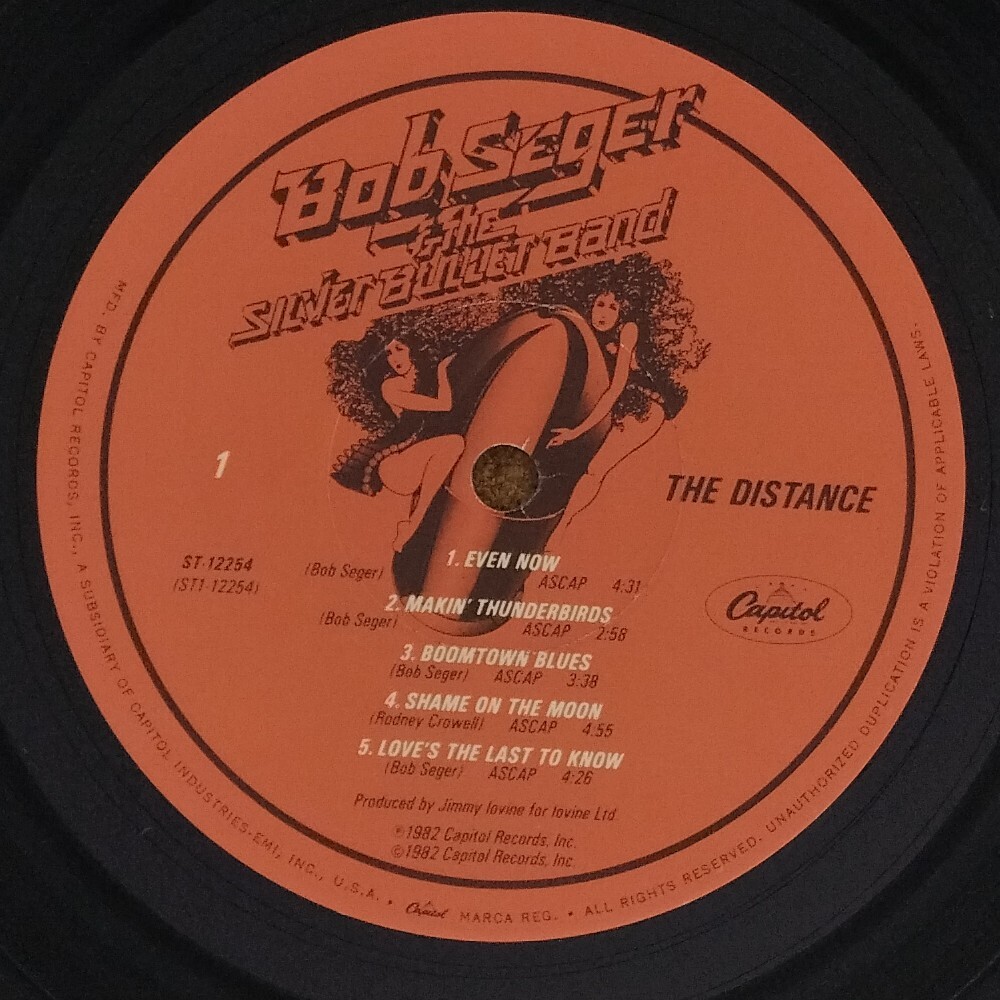 Bob Seger
& the
Silver Bullet Band
1
THE DISTANCE
ST-12254
(ST1-12254)
Capitol
RECORDS
1. EVEN NOW
(Bob Seger) ASCAP 4:31
2. MAKIN' THUNDERBIRDS
(Bob Seger) ASCAP 2:58
3. BOOMTOWN BLUES
(Bob Seger) ASCAP 3:38
4. SHAME ON THE MOON
(Rodney Crowell) ASCAP 4:55
5. LOVE'S THE LAST TO KNOW
(Bob Seger) ASCAP 4:26
Produced by Jimmy Iovine for Iovine Ltd.
℗1982 Capitol Records, Inc.
©1982 Capitol Records, Inc.
MFD. BY CAPITOL RECORDS, INC., A SUBSIDIARY OF CAPITOL INDUSTRIES-EMI, INC., U.S.A. • Capitol MARCA REG. • ALL RIGHTS RESERVED. UNAUTHORIZED DUPLICATION IS A VIOLATION OF APPLICABLE LAWS.